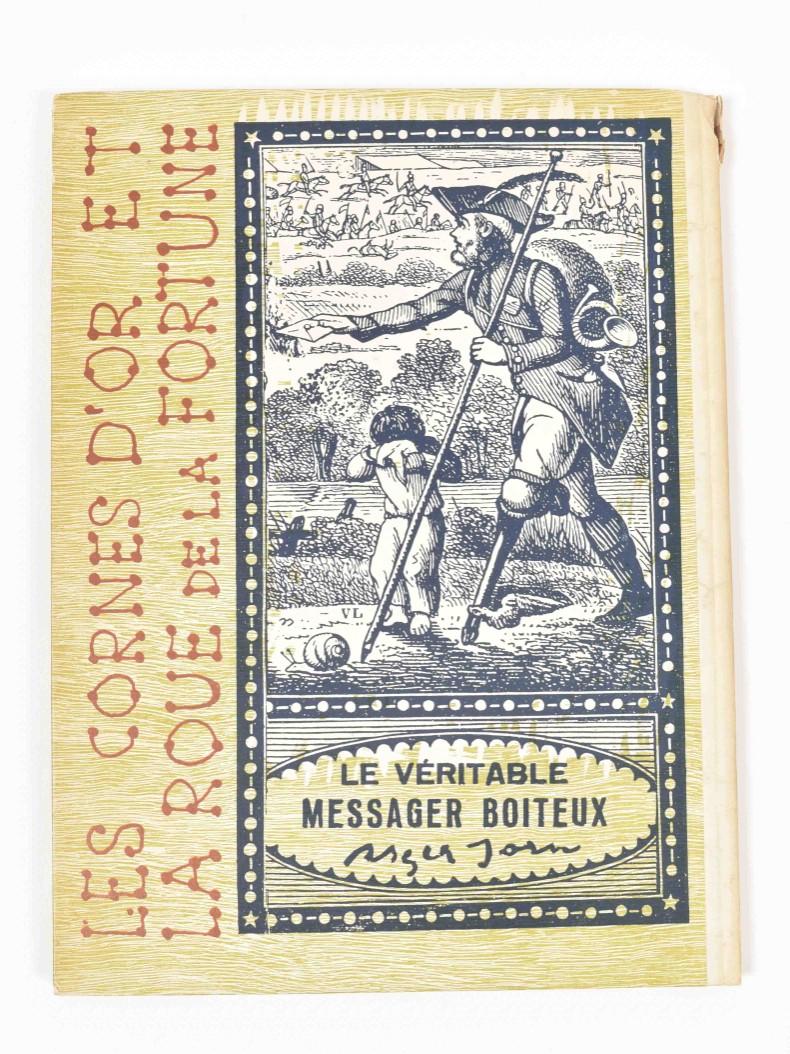 LES CORNES D'OR ET
LA ROUE DE LA FORTUNE
VL
LE VÉRITABLE
MESSAGER BOITEUX
Asger Jorn